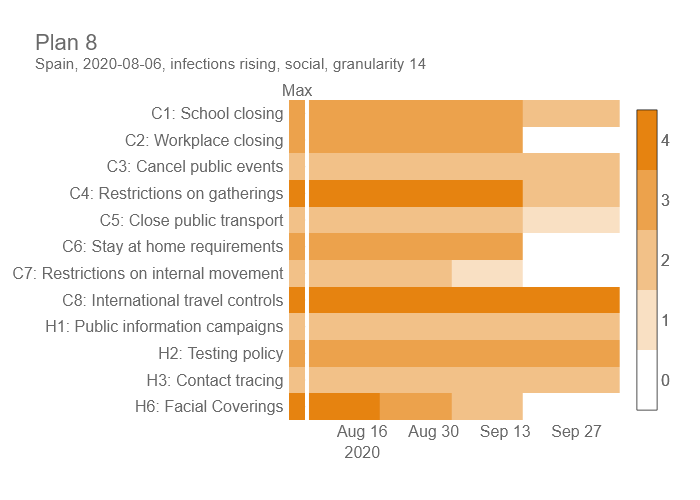 Plan 8
Spain, 2020-08-06, infections rising, social, granularity 14
Max
C1: School closing
C2: Workplace closing
C3: Cancel public events
C4: Restrictions on gatherings
C5: Close public transport
C6: Stay at home requirements
C7: Restrictions on internal movement
C8: International travel controls
H1: Public information campaigns
H2: Testing policy
H3: Contact tracing
H6: Facial Coverings
Aug 16 Aug 30 Sep 13 Sep 27
2020
4
3
2
1
0